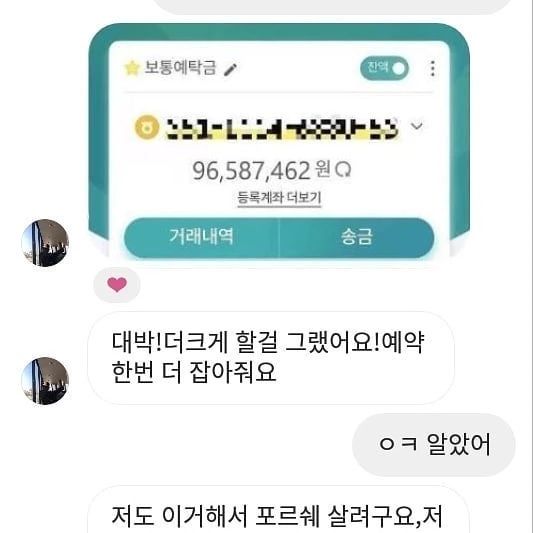 보통예탁금
잔액
96,587,462 원
등록계좌 더보기
거래내역
송금
대박!더크게 할걸 그랬어요!예약
한번 더 잡아줘요
ㅇㅋ 알았어
저도 이거해서 포르쉐 살려구요,저